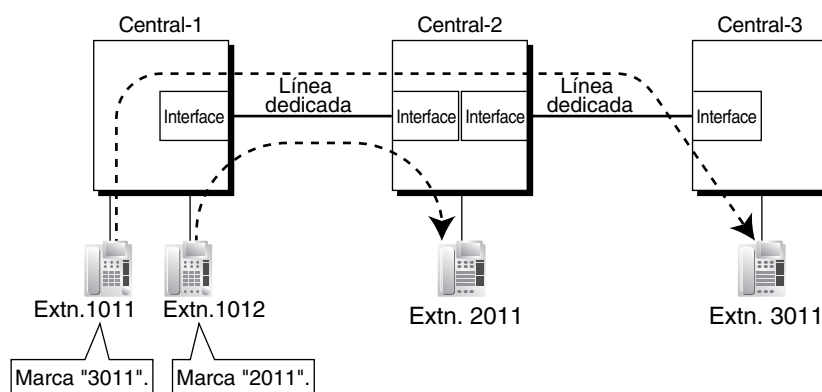 Central-1
Central-2
Central-3
Línea
dedicada
Línea
dedicada
Interface
Interface
Interface
Interface
Extn.1011
Extn.1012
Extn. 2011
Extn. 3011
Marca "3011".
Marca "2011".